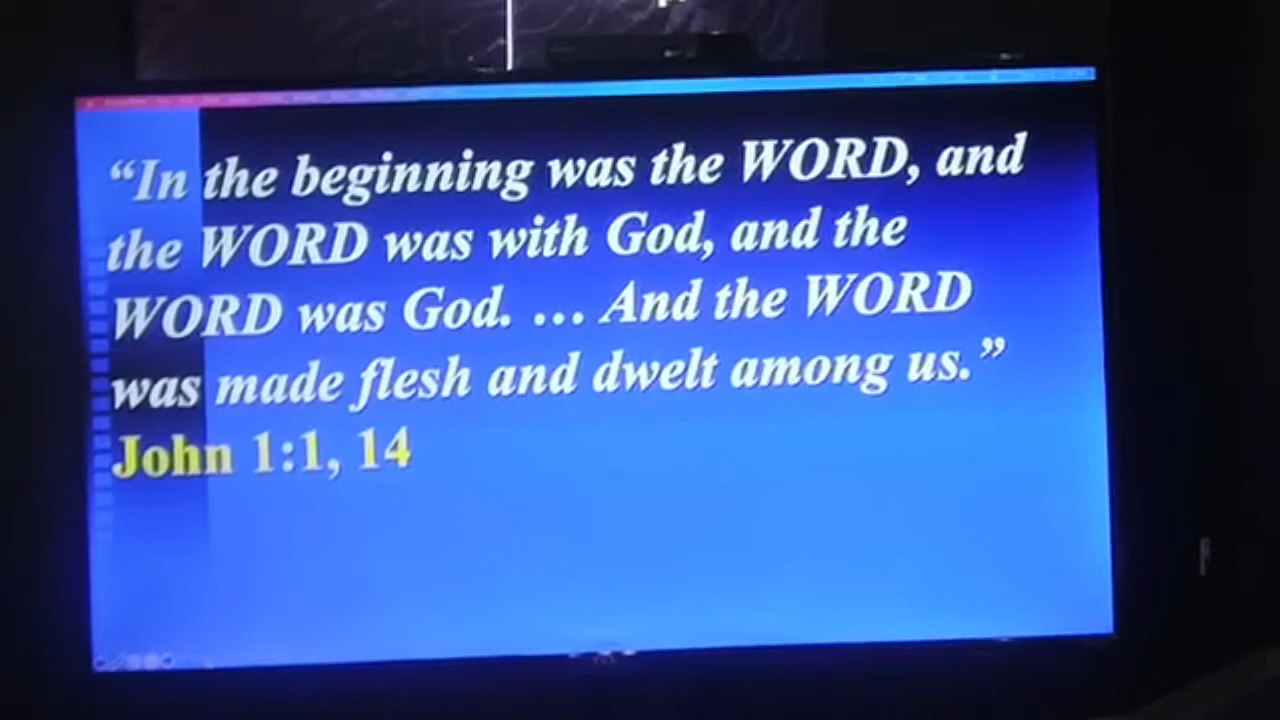 “In the beginning was the WORD, and
the WORD was with God, and the
WORD was God. … And the WORD
was made flesh and dwelt among us.”
John 1:1, 14